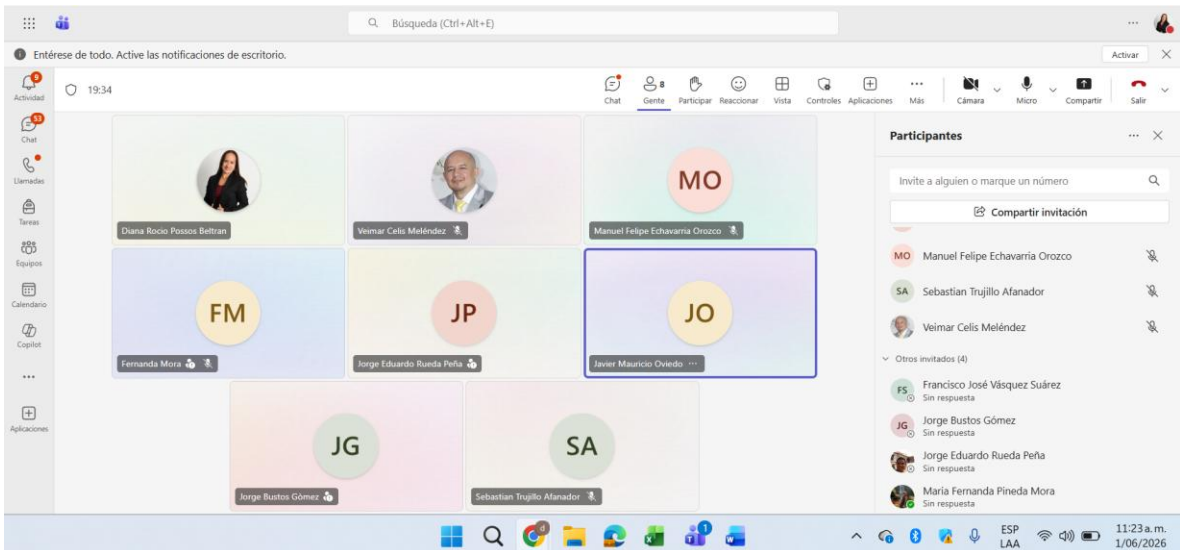 Búsqueda (Ctrl+Alt+E)
Entérese de todo. Active las notificaciones de escritorio.
Activar
9
Actividad
19:34
Chat
8
Gente
Participar
Reaccionar
Vista
Controles
Aplicaciones
Más
Cámara
Micro
Compartir
Salir
53
Chat
Llamadas
Tareas
Equipos
Calendario
Copilot
Aplicaciones
Diana Rocio Possos Beltran
Veimar Celis Meléndez
MO
Manuel Felipe Echavarria Orozco
FM
Fernanda Mora
JP
Jorge Eduardo Rueda Peña
JO
Javier Mauricio Oviedo
JG
Jorge Bustos Gómez
SA
Sebastian Trujillo Afanador
Participantes
Invite a alguien o marque un número
Compartir invitación
MO
Manuel Felipe Echavarria Orozco
SA
Sebastian Trujillo Afanador
Veimar Celis Meléndez
Otros invitados (4)
FS
Francisco José Vásquez Suárez
Sin respuesta
JG
Jorge Bustos Gómez
Sin respuesta
Jorge Eduardo Rueda Peña
Sin respuesta
Maria Fernanda Pineda Mora
Sin respuesta
d
1
ESP
LAA
11:23 a. m.
1/06/2026